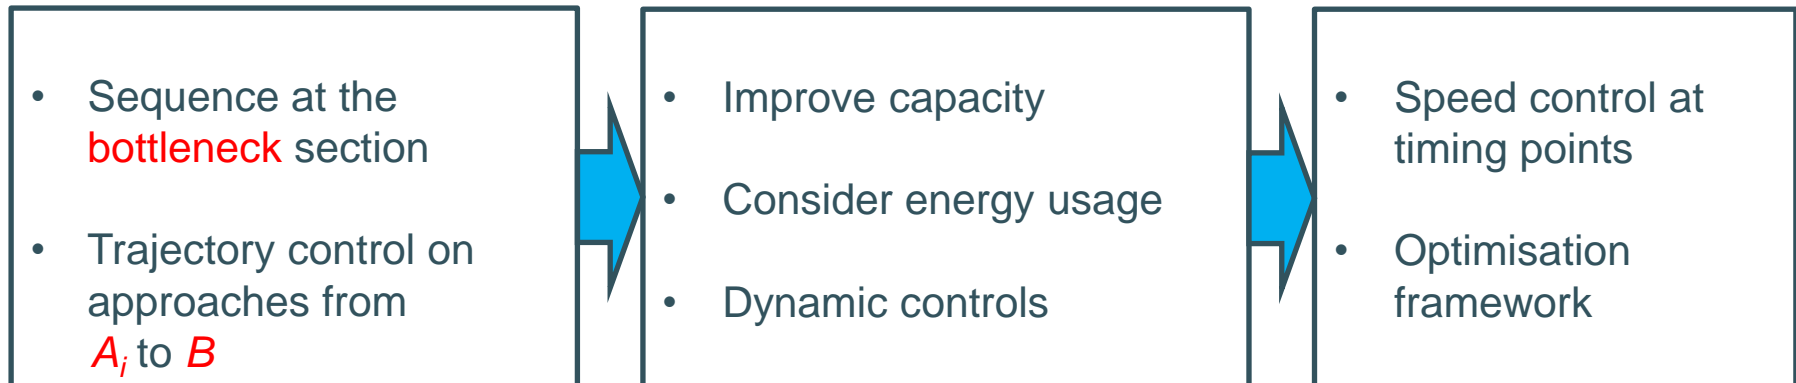 • Sequence at the
bottleneck section
• Trajectory control on
approaches from
Aᵢ to B
• Improve capacity
• Consider energy usage
• Dynamic controls
• Speed control at
timing points
• Optimisation
framework